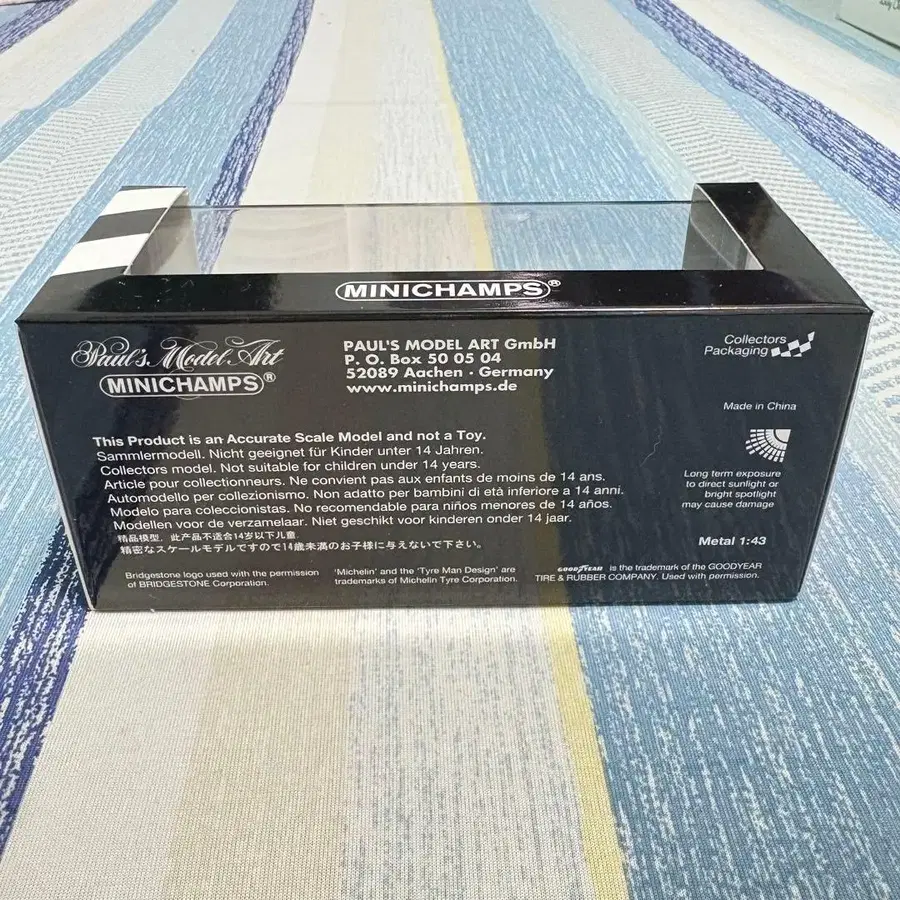 MINICHAMPS®
Paul's Model Art
MINICHAMPS®
PAUL'S MODEL ART GmbH
P. O. Box 50 05 04
52089 Aachen · Germany
www.minichamps.de
Collectors
Packaging
Made in China
Long term exposure
to direct sunlight or
bright spotlight
may cause damage
Metal 1:43
This Product is an Accurate Scale Model and not a Toy.
Sammlermodell. Nicht geeignet für Kinder unter 14 Jahren.
Collectors model. Not suitable for children under 14 years.
Article pour collectionneurs. Ne convient pas aux enfants de moins de 14 ans.
Automodello per collezionismo. Non adatto per bambini di età inferiore a 14 anni.
Modelo para coleccionistas. No recomendable para niños menores de 14 años.
Modellen voor de verzamelaar. Niet geschikt voor kinderen onder 14 jaar.
精品模型，此产品不适合14岁以下儿童
精密なスケールモデルですので14歳未満のお子様に与えないで下さい。
Bridgestone logo used with the permission
of BRIDGESTONE Corporation.
'Michelin' and the 'Tyre Man Design' are
trademarks of Michelin Tyre Corporation.
GOODYEAR is the trademark of the GOODYEAR
TIRE & RUBBER COMPANY. Used with permission.